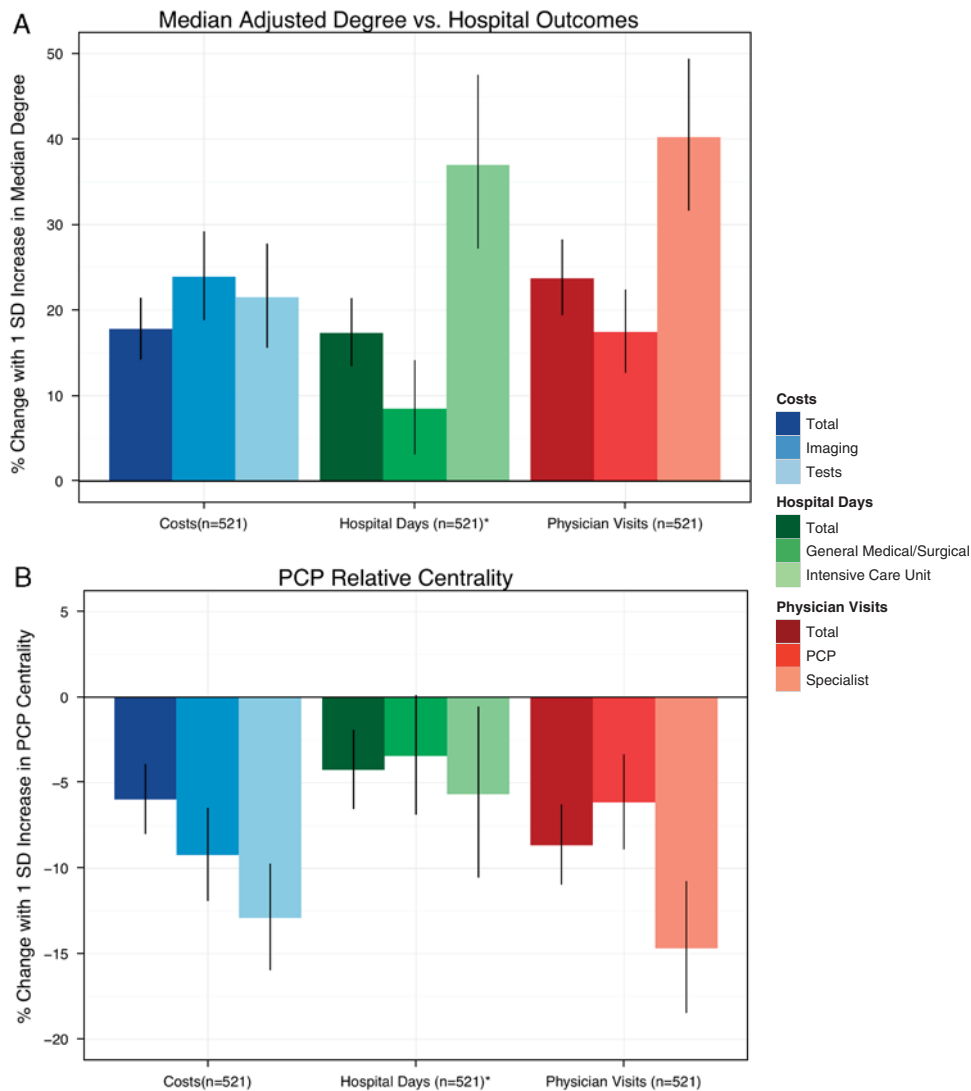 A
Median Adjusted Degree vs. Hospital Outcomes
% Change with 1 SD Increase in Median Degree
50
40
30
20
10
0
Costs(n=521)
Hospital Days (n=521)*
Physician Visits (n=521)
Costs
Total
Imaging
Tests
Hospital Days
Total
General Medical/Surgical
Intensive Care Unit
Physician Visits
Total
PCP
Specialist
B
PCP Relative Centrality
% Change with 1 SD Increase in PCP Centrality
5
0
−5
−10
−15
−20
Costs(n=521)
Hospital Days (n=521)*
Physician Visits (n=521)